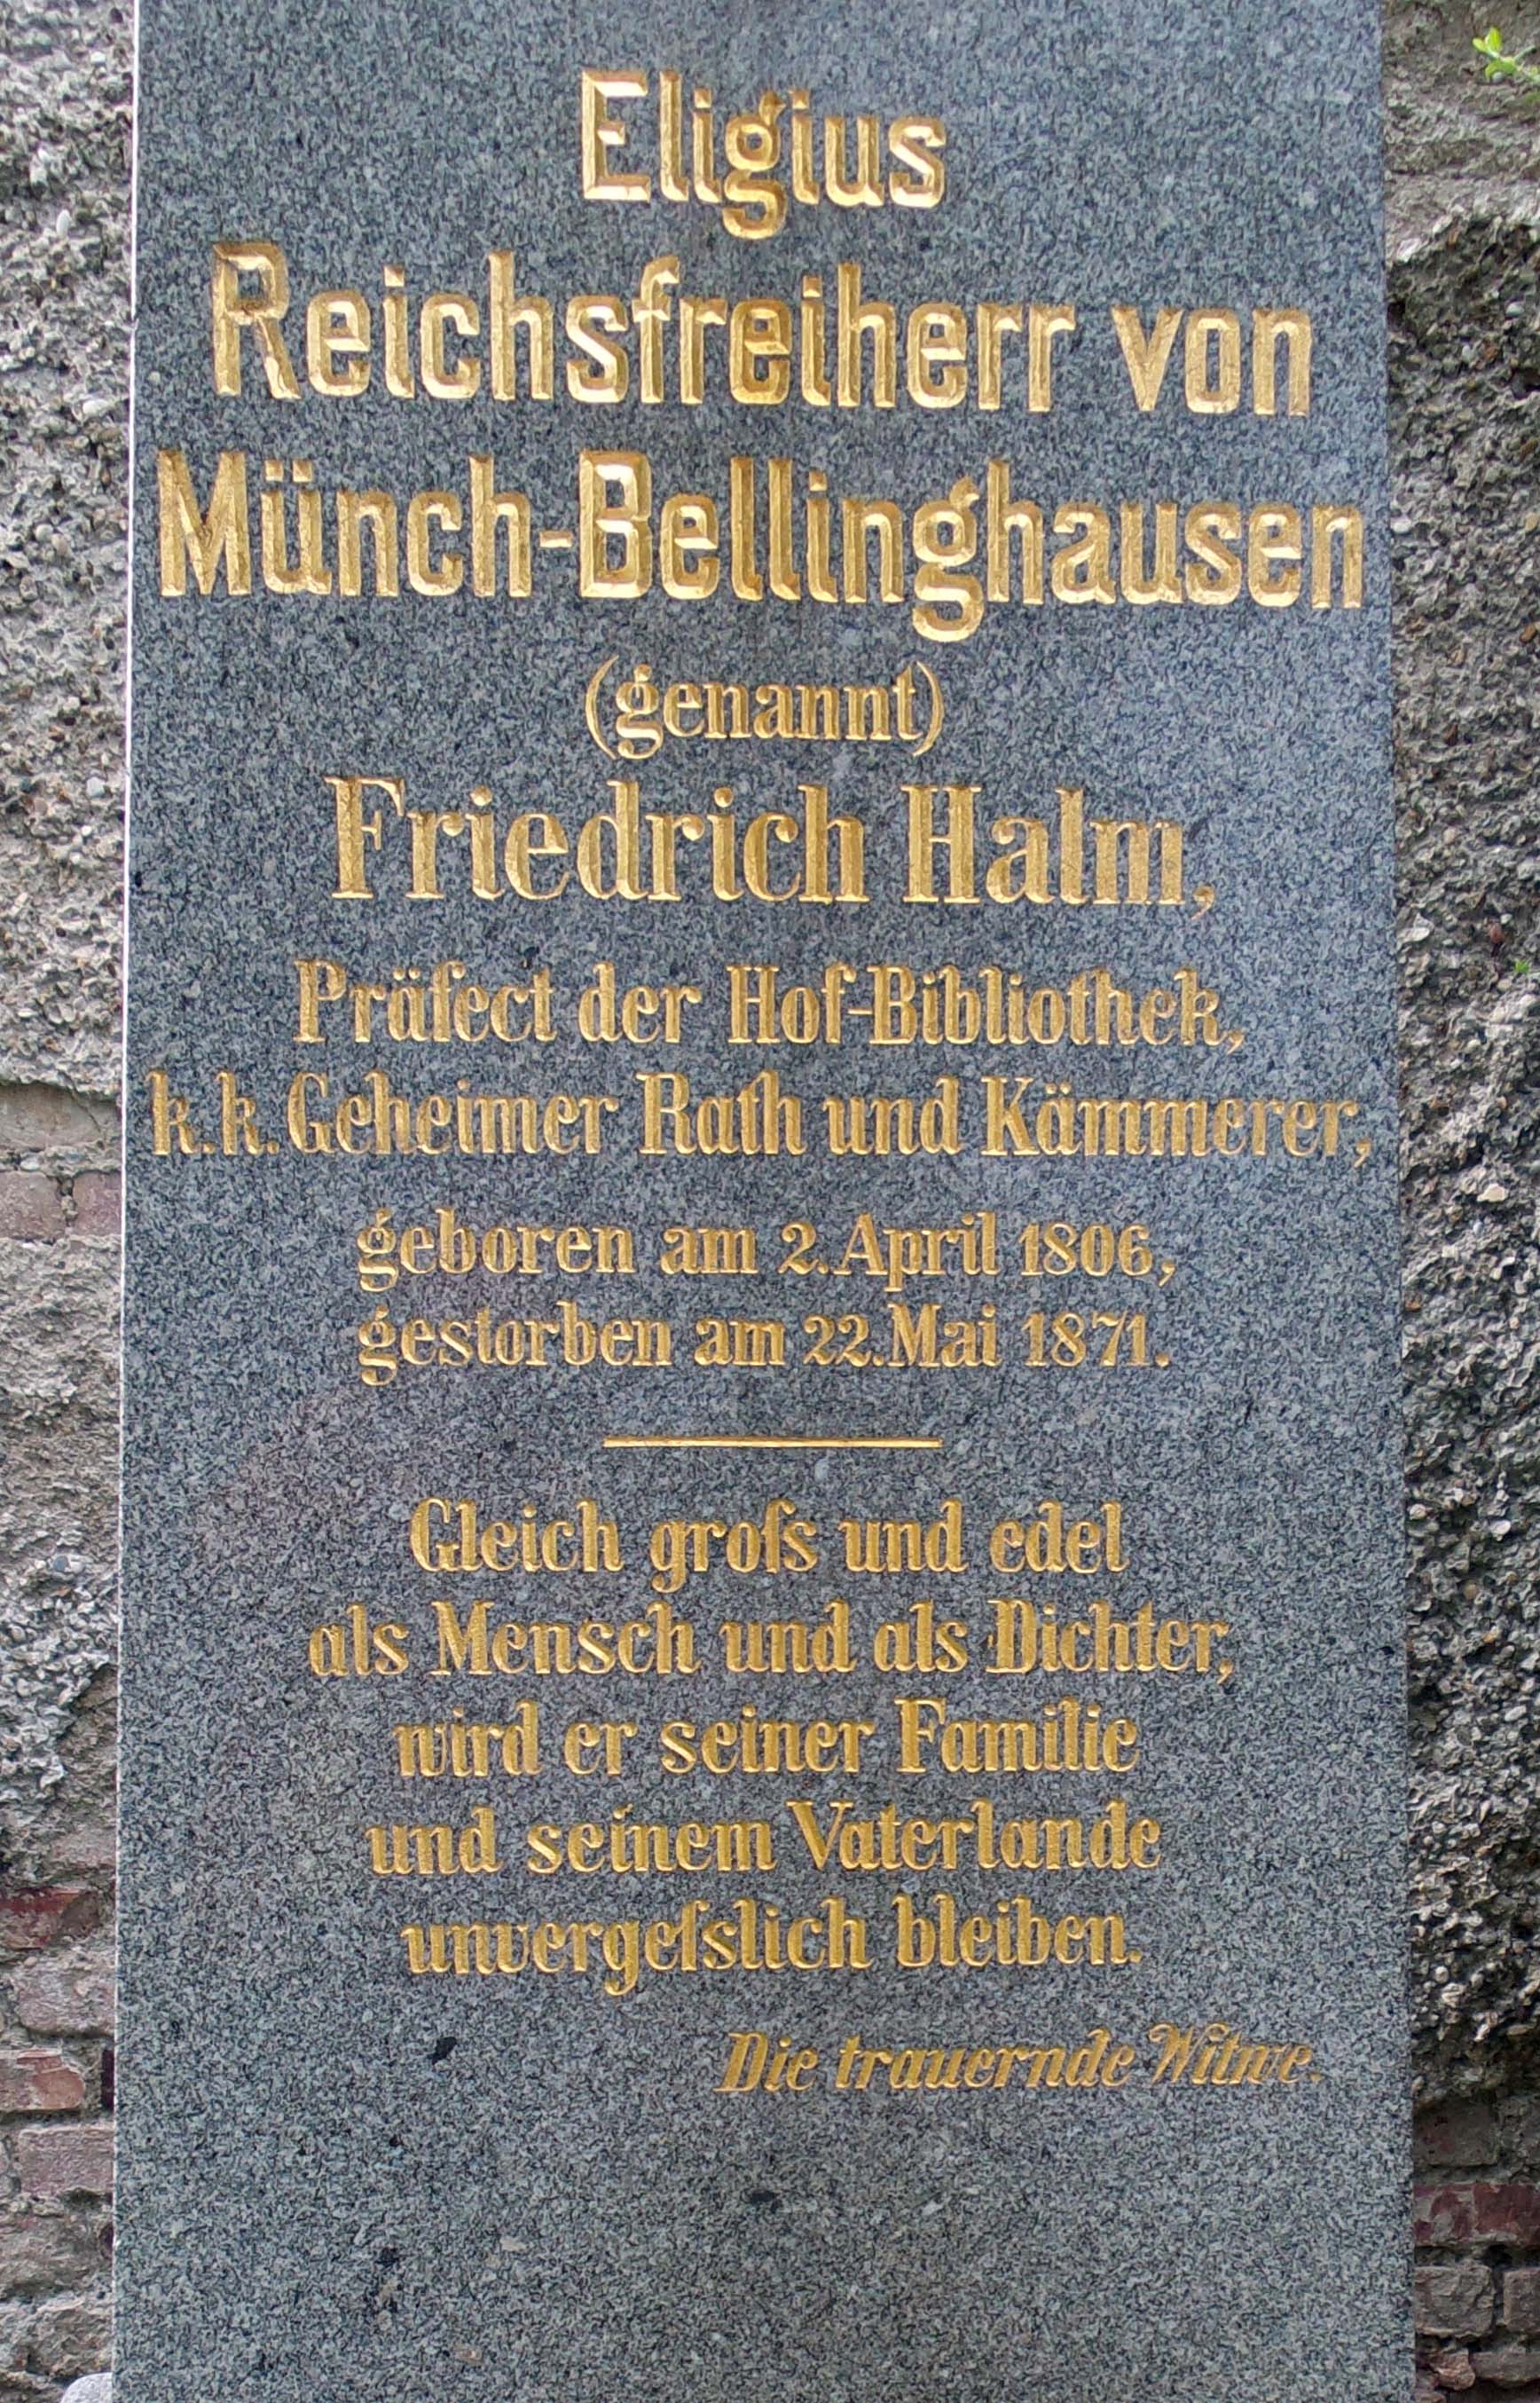 Eligius
Reichsfreiherr von
Münch-Bellinghausen
(genannt)
Friedrich Halm,
Präfect der Hof-Bibliothek,
k.k. Geheimer Rath und Kämmerer,
geboren am 2. April 1806,
gestorben am 22. Mai 1871.
Gleich groſs und edel
als Mensch und als Dichter,
wird er seiner Familie
und seinem Vaterlande
unvergeſslich bleiben.
Die trauernde Witwe.